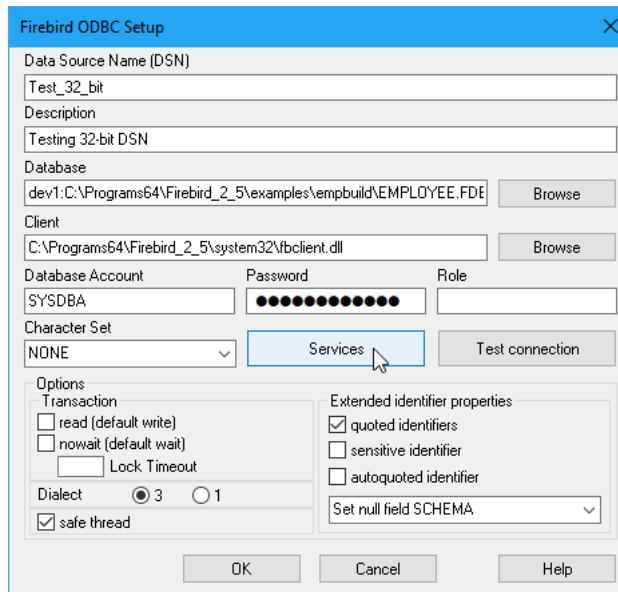 Firebird ODBC Setup
Data Source Name (DSN)
Test_32_bit
Description
Testing 32-bit DSN
Database
dev1:C:\Programs64\Firebird_2_5\examples\empbuild\EMPLOYEE.FDB Browse
Client
C:\Programs64\Firebird_2_5\system32\fbclient.dll Browse
Database Account Password Role
SYSDBA ●●●●●●●●●●●●
Character Set
NONE Services Test connection
Options
Transaction Extended identifier properties
read (default write) quoted identifiers
nowait (default wait) sensitive identifier
Lock Timeout autoquoted identifier
Dialect 3 1 Set null field SCHEMA
safe thread
OK Cancel Help